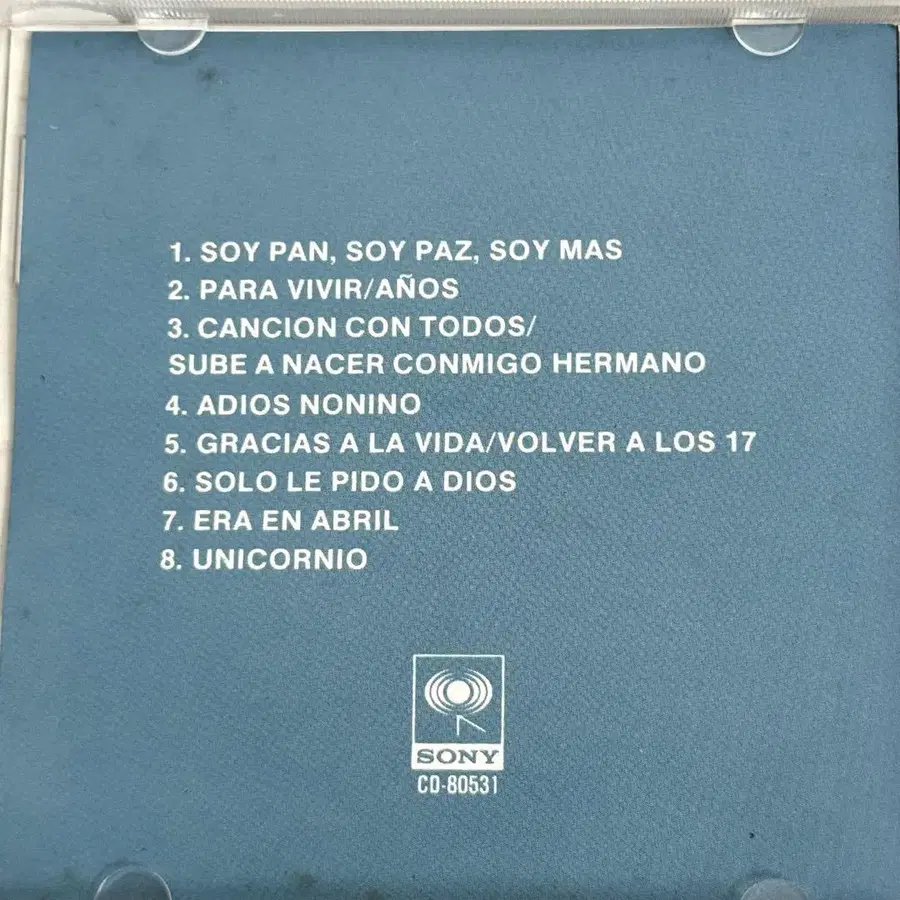 1. SOY PAN, SOY PAZ, SOY MAS
2. PARA VIVIR/AÑOS
3. CANCION CON TODOS/
SUBE A NACER CONMIGO HERMANO
4. ADIOS NONINO
5. GRACIAS A LA VIDA/VOLVER A LOS 17
6. SOLO LE PIDO A DIOS
7. ERA EN ABRIL
8. UNICORNIO
SONY
CD-80531